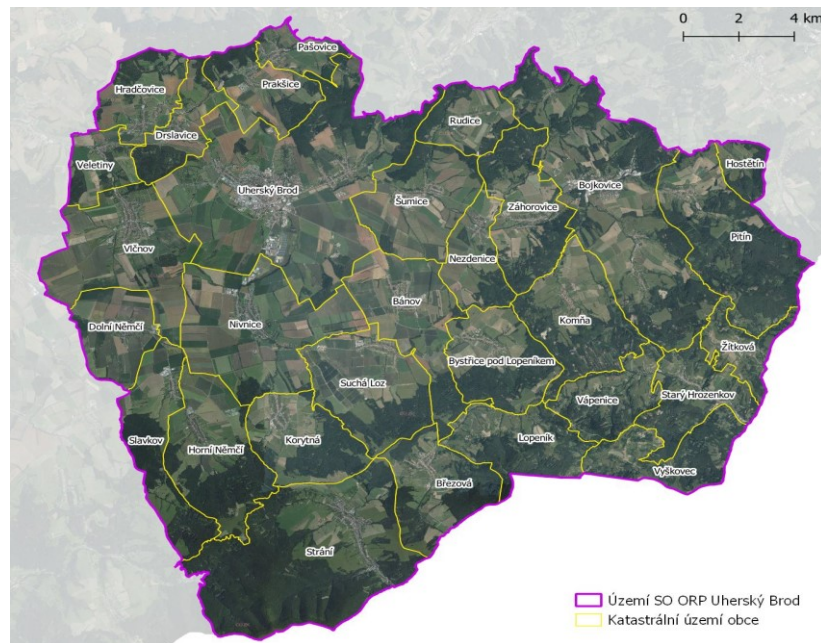 0 2 4 km
Pašovice
Hradčovice
Prakšice
Rudice
Drslavice
Veletiny
Hostětín
Uherský Brod
Bojkovice
Šumice
Záhorovice
Vlčnov
Pitín
Nezdenice
Bánov
Komňa
Dolní Němčí
Nivnice
Žítková
Bystřice pod Lopeníkem
Suchá Loz
Starý Hrozenkov
Vápenice
Slavkov
Horní Němčí
Korytná
Lopeník
Vyškovec
Březová
Strání
Území SO ORP Uherský Brod
Katastrální území obce